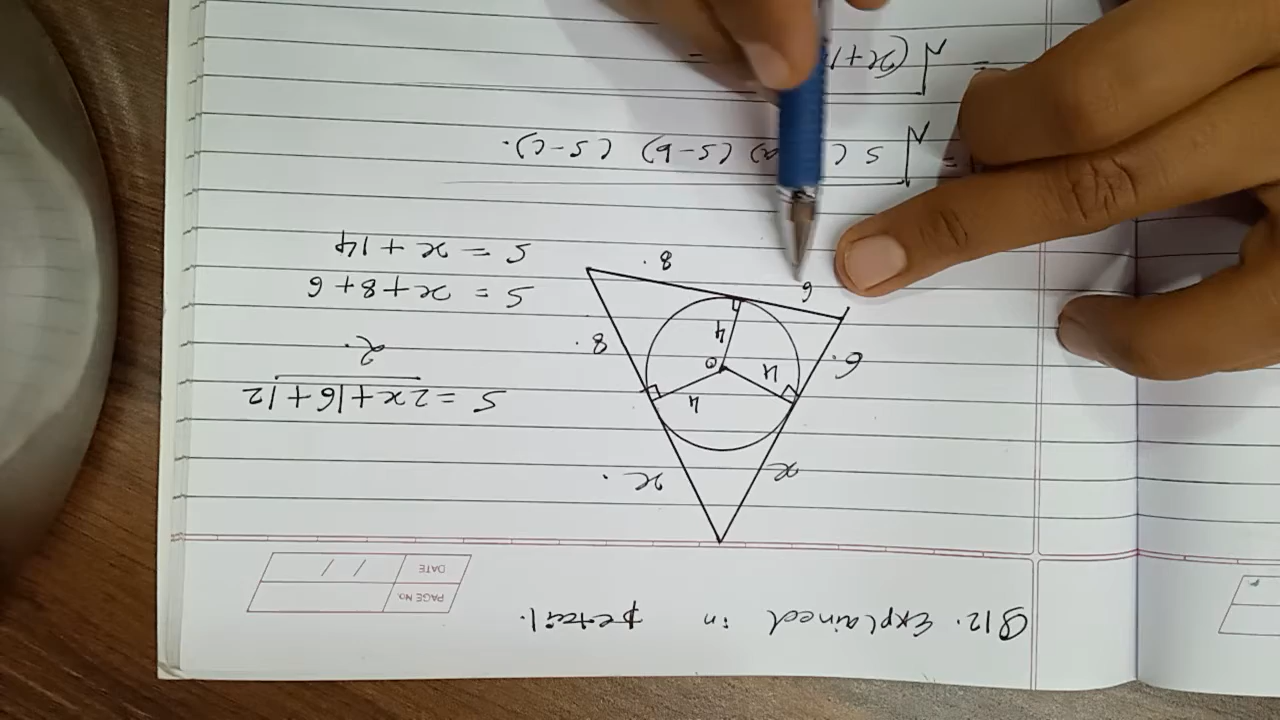 Q12. Explained in Detail.
PAGE No.
DATE / /
x
x.
S = 2x+16+12
2.
4
4
4
O
6.
8.
6
8.
S = x+8+6
S = x+14
= √ S ( a) (S-b) (S-c).
= √ (x+1